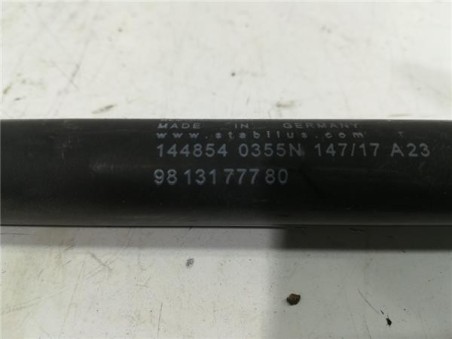 MADE IN GERMANY
www.stabilus.com
144854 0355N 147/17 A23
98 131 777 80